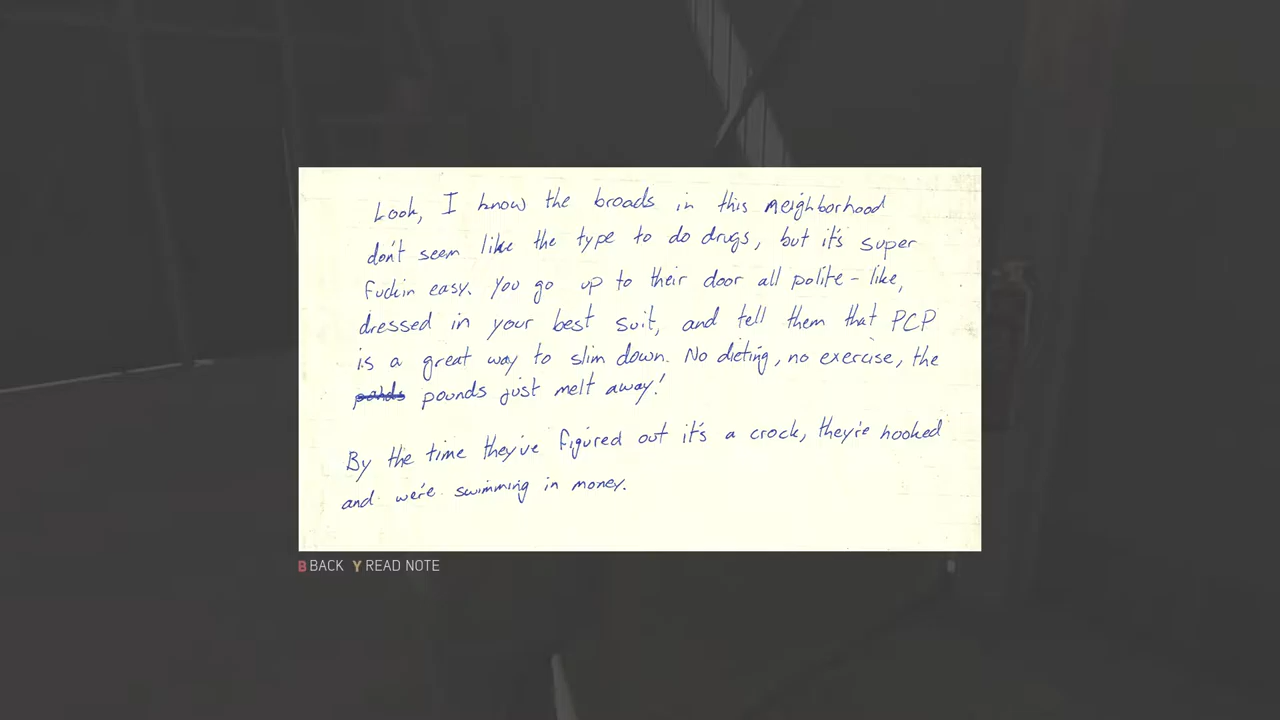 Look, I know the broads in this neighborhood
don't seem like the type to do drugs, but it's super
fuckin easy. You go up to their door all polite-like,
dressed in your best suit, and tell them that PCP
is a great way to slim down. No dieting, no exercise, the
pounds just melt away!
By the time they've figured out it's a crock, they're hooked
and we're swimming in money.
B BACK Y READ NOTE